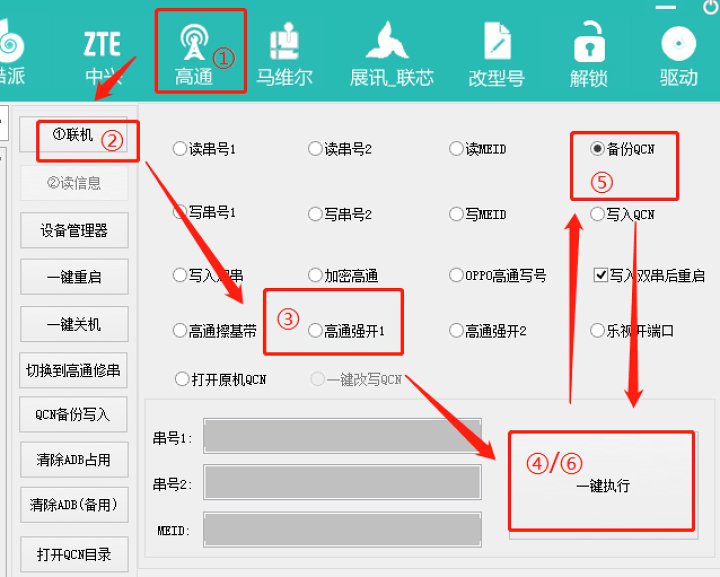 酷派
ZTE
中兴
高通
①
马维尔
展讯_联芯
改型号
解锁
驱动
①联机
②
②读信息
设备管理器
一键重启
一键关机
切换到高通修串
QCN备份写入
清除ADB占用
清除ADB(备用)
打开QCN目录
读串号1
读串号2
读MEID
备份QCN
⑤
写串号1
写串号2
写MEID
写入QCN
写入双串
加密高通
OPPO高通写号
写入双串后重启
高通擦基带
③
高通强开1
高通强开2
乐视开端口
打开原机QCN
一键改写QCN
串号1:
串号2:
MEID:
④/⑥
一键执行